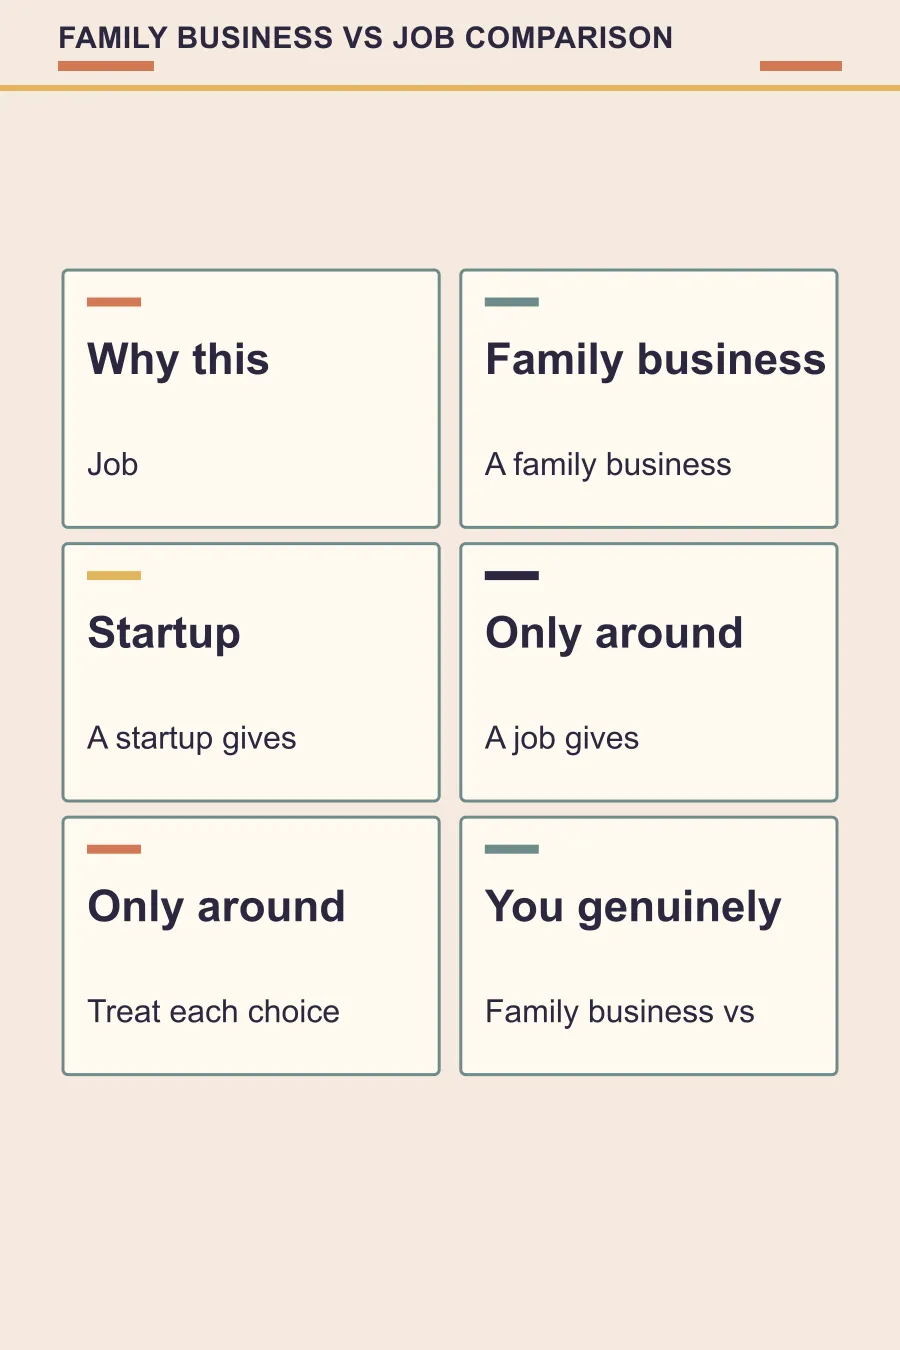 FAMILY BUSINESS VS JOB COMPARISON
Why this
Job
Family business
A family business
Startup
A startup gives
Only around
A job gives
Only around
Treat each choice
You genuinely
Family business vs